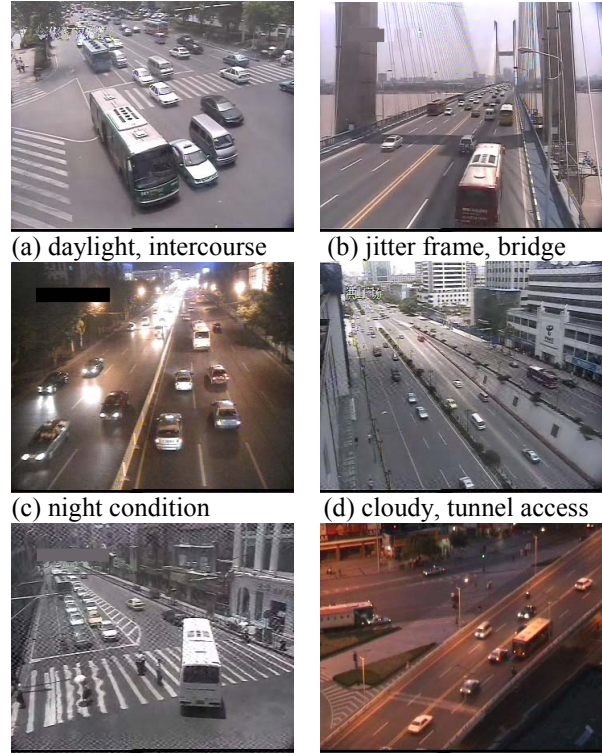 (a) daylight, intercourse
(b) jitter frame, bridge
(c) night condition
(d) cloudy, tunnel access